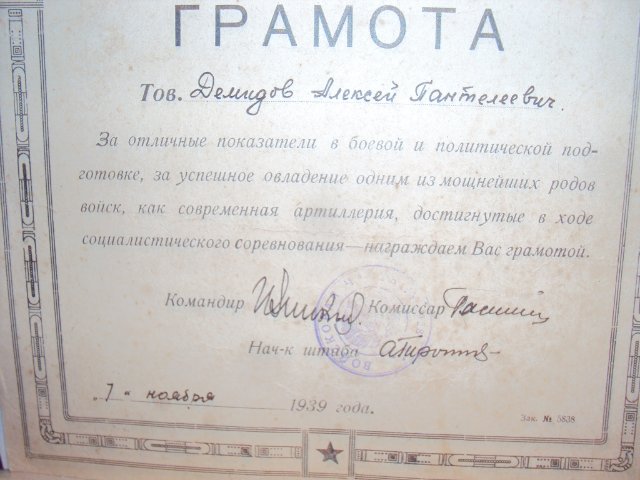 ГРАМОТА
Тов. Демидов Алексей Пантелеевич.
За отличные показатели в боевой и политической под-
готовке, за успешное овладение одним из мощнейших родов
войск, как современная артиллерия, достигнутые в ходе
социалистического соревнования—награждаем Вас грамотой.
Командир Комиссар
Нач-к штаба
„7" ноября 1939 года.
Зак. № 5838